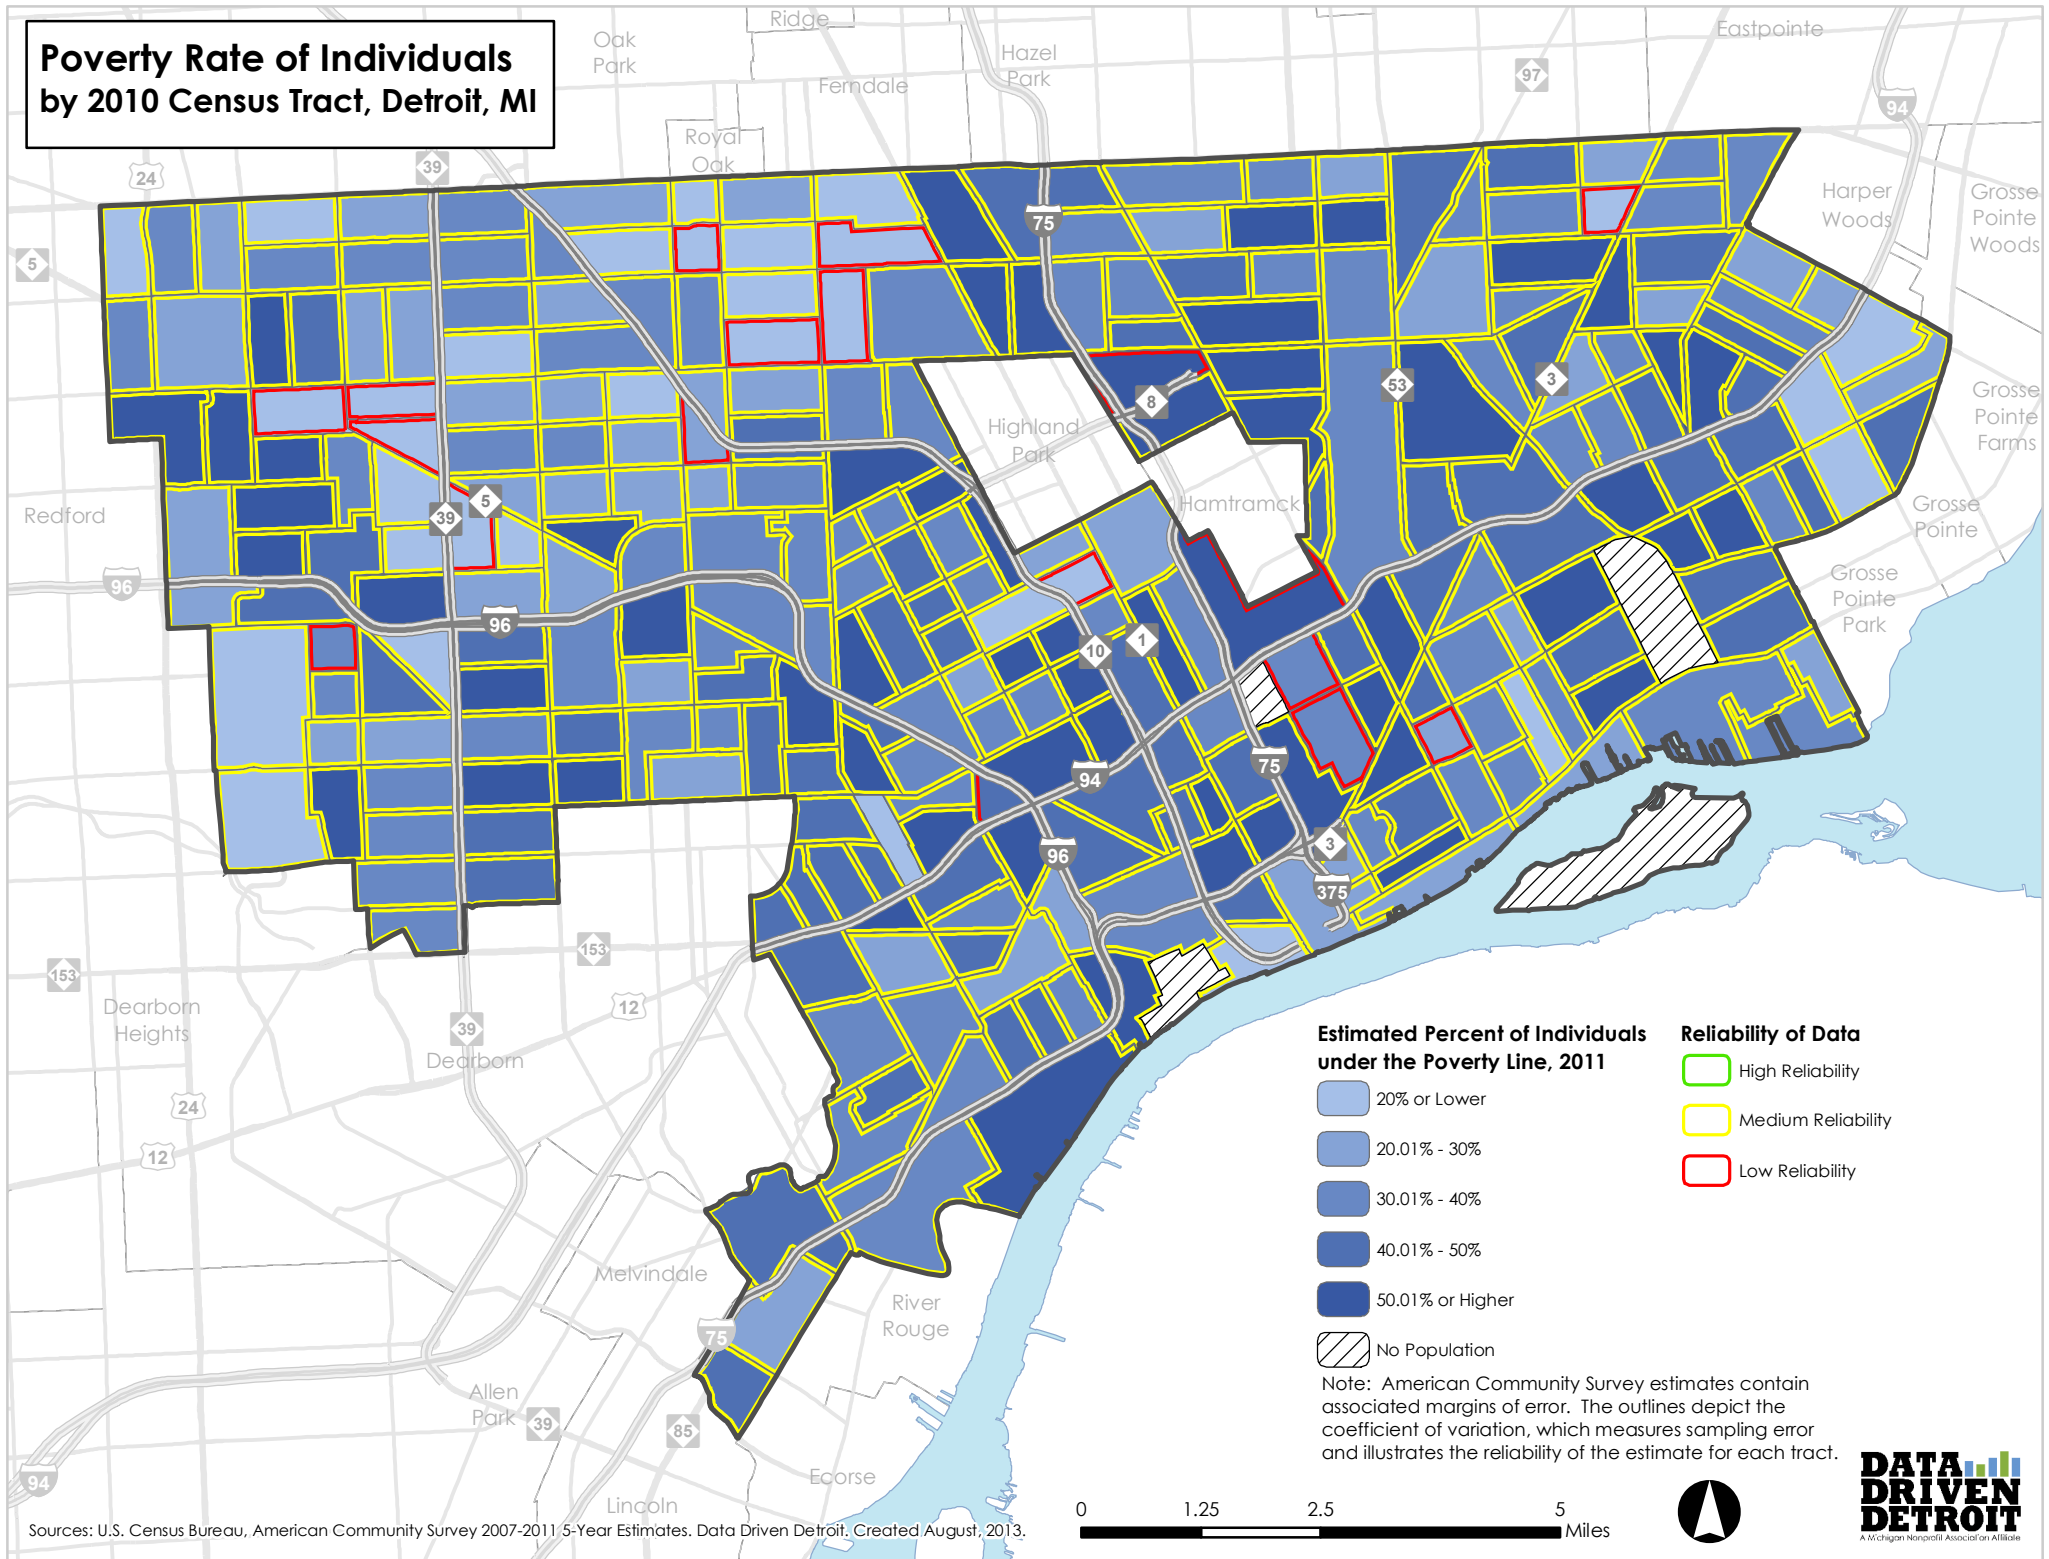 Poverty Rate of Individuals
by 2010 Census Tract, Detroit, MI
Ridge
Oak
Park
Hazel
Park
Eastpointe
Ferndale
97
94
Royal
Oak
39
24
Harper
Woods
Grosse
Pointe
Woods
75
5
53
3
8
Grosse
Pointe
Farms
Highland
Park
Hamtramck
5
39
Redford
Grosse
Pointe
96
96
Grosse
Pointe
Park
10
1
75
94
96
3
375
153
153
12
Dearborn
Heights
39
Dearborn
24
12
Melvindale
River
Rouge
75
Allen
Park
39
85
94
Ecorse
Lincoln
Estimated Percent of Individuals
under the Poverty Line, 2011
20% or Lower
20.01% - 30%
30.01% - 40%
40.01% - 50%
50.01% or Higher
No Population
Reliability of Data
High Reliability
Medium Reliability
Low Reliability
Note: American Community Survey estimates contain
associated margins of error. The outlines depict the
coefficient of variation, which measures sampling error
and illustrates the reliability of the estimate for each tract.
0 1.25 2.5 5
Miles
DATA
DRIVEN
DETROIT
A Michigan Nonprofit Association Affiliate
Sources: U.S. Census Bureau, American Community Survey 2007-2011 5-Year Estimates. Data Driven Detroit. Created August, 2013.